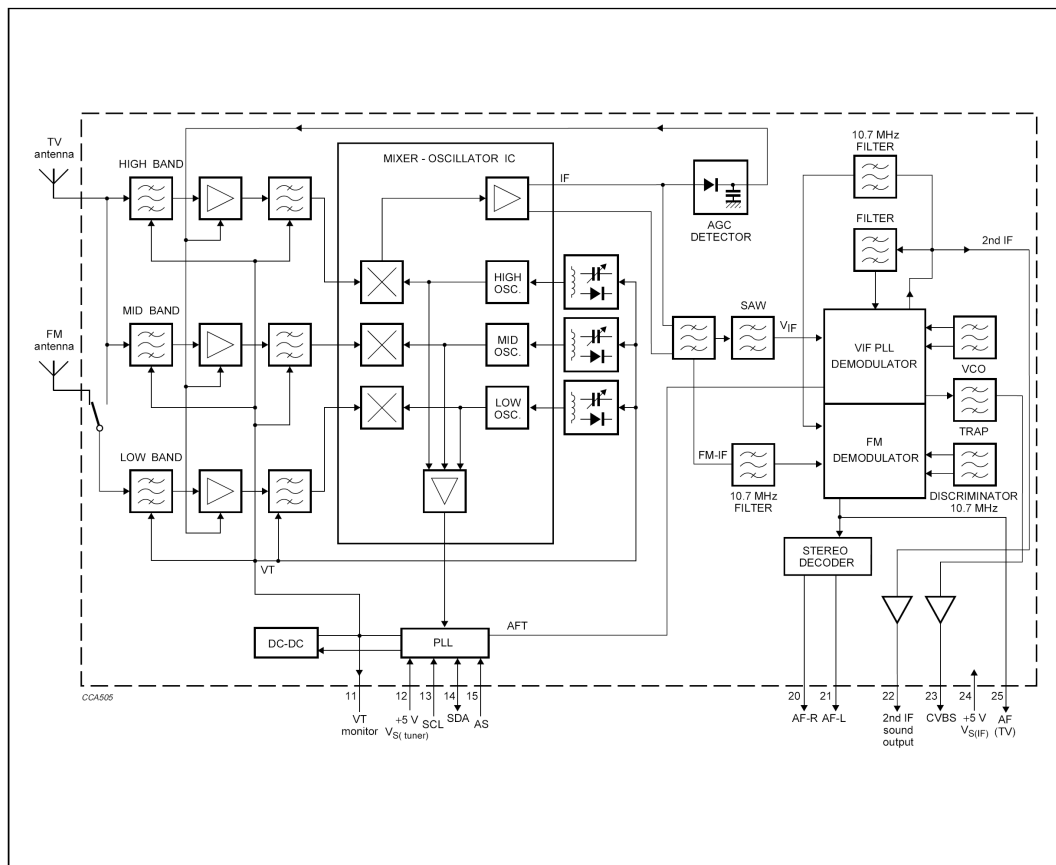 TV
antenna
HIGH BAND
MIXER - OSCILLATOR IC
IF
AGC
DETECTOR
10.7 MHz
FILTER
FILTER
2nd IF
HIGH
OSC.
MID BAND
FM
antenna
MID
OSC.
SAW
VIF
VIF PLL
DEMODULATOR
VCO
LOW
OSC.
TRAP
LOW BAND
FM-IF
10.7 MHz
FILTER
FM
DEMODULATOR
DISCRIMINATOR
10.7 MHz
VT
STEREO
DECODER
DC-DC
PLL
AFT
CCA505
11
12
13
14
15
20
21
22
23
24
25
VT
monitor
+5 V
VS( tuner)
SCL
SDA
AS
AF-R
AF-L
2nd IF
sound
output
CVBS
+5 V
VS(IF)
AF
(TV)